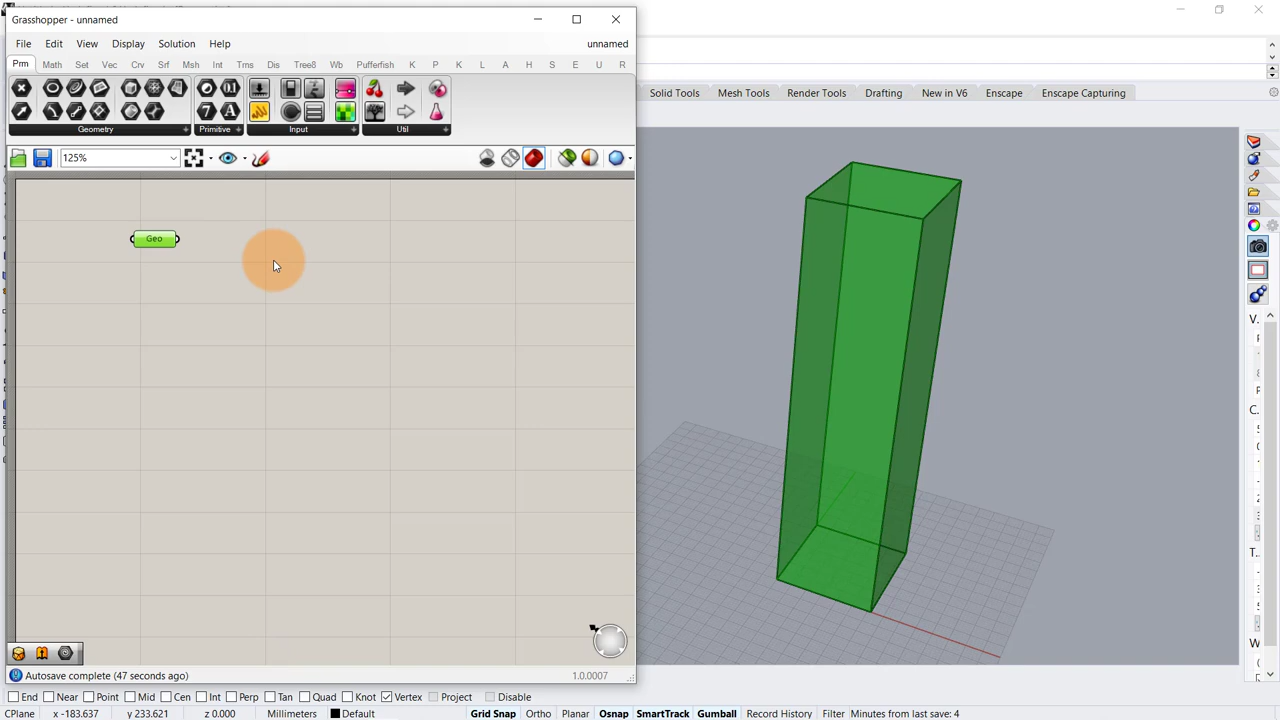 Grasshopper - unnamed
File Edit View Display Solution Help unnamed
Prm Math Set Vec Crv Srf Msh Int Trns Dis Tree8 Wb Pufferfish K P K L A H S E U R
Geometry Primitive Input Util
125%
Geo
Autosave complete (47 seconds ago) 1.0.0007
Solid Tools Mesh Tools Render Tools Drafting New in V6 Enscape Enscape Capturing
V.
C.
T.
W
End Near Point Mid Cen Int Perp Tan Quad Knot Vertex Project Disable
CPlane x -183.637 y 233.621 z 0.000 Millimeters Default Grid Snap Ortho Planar Osnap SmartTrack Gumball Record History Filter Minutes from last save: 4